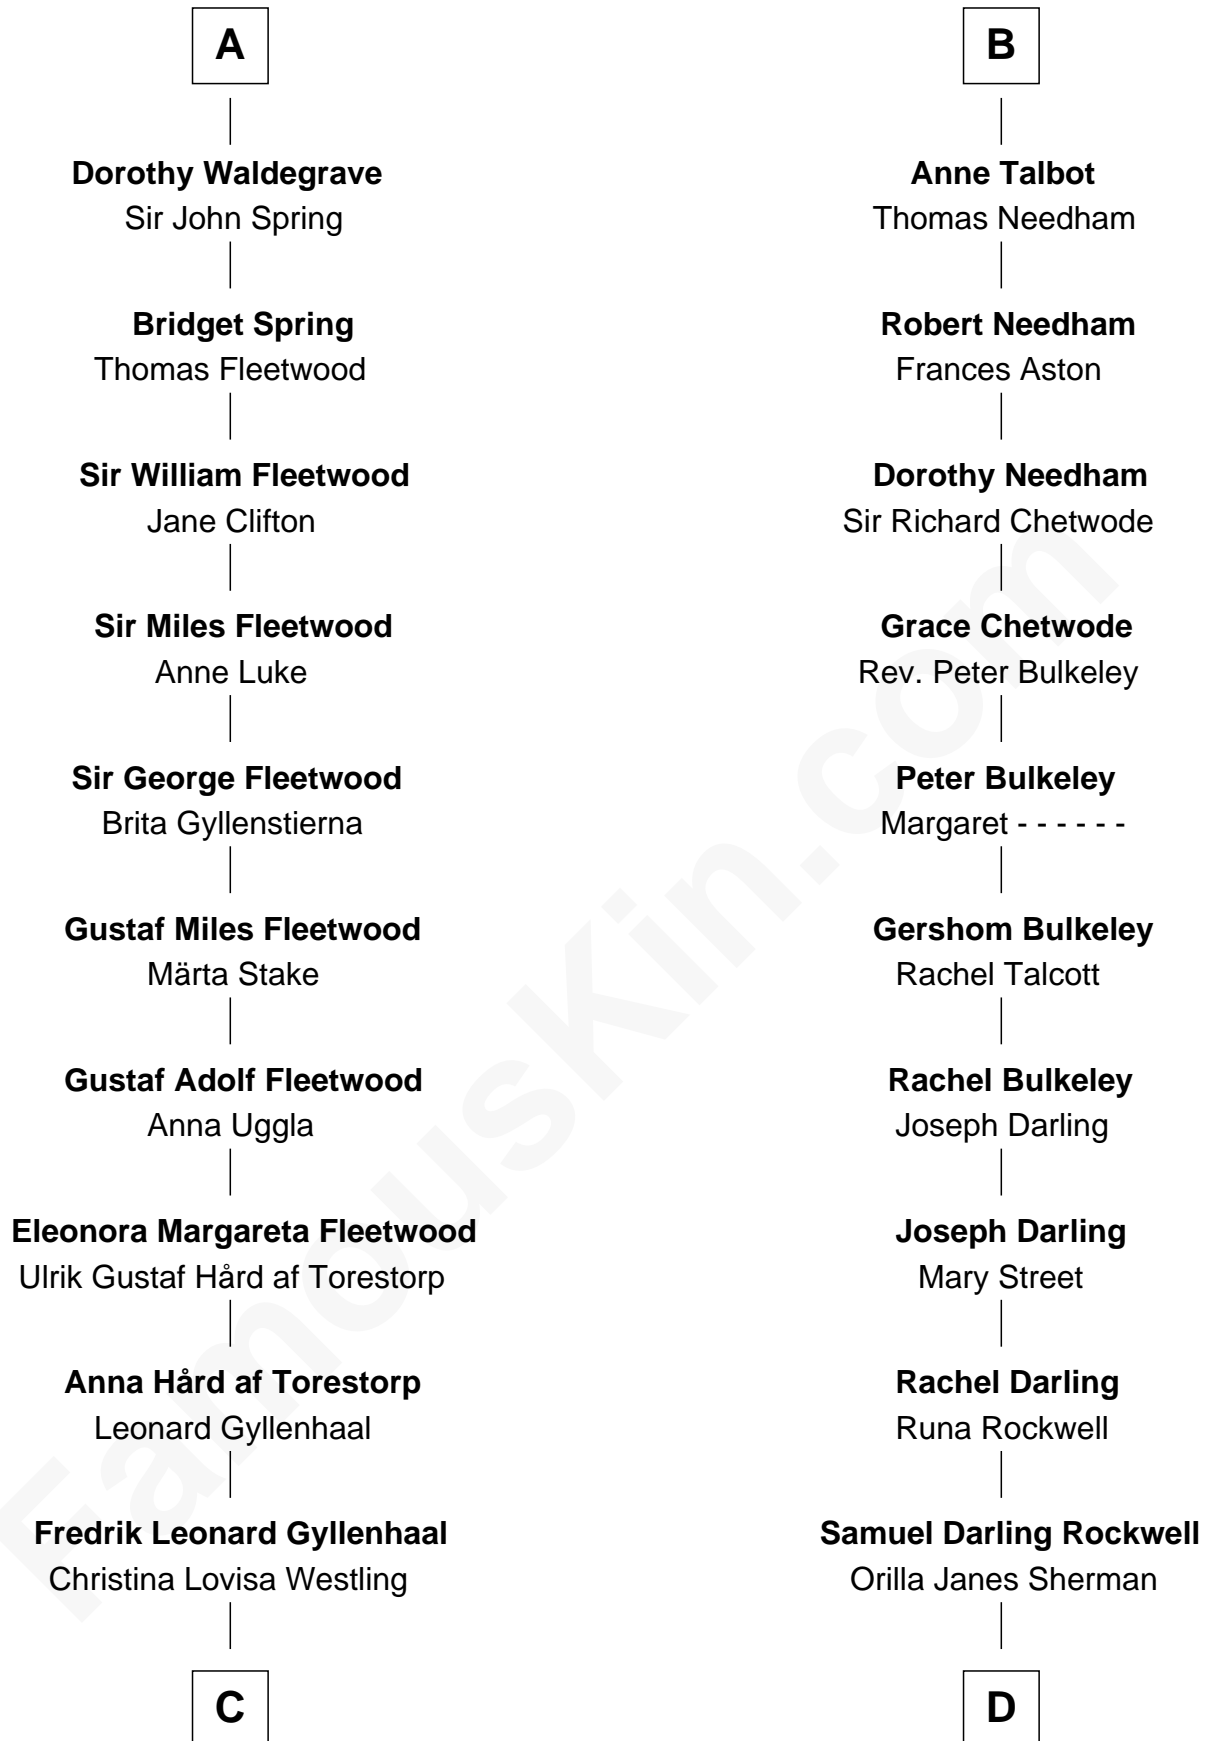 A
Dorothy Waldegrave
Sir John Spring
Bridget Spring
Thomas Fleetwood
Sir William Fleetwood
Jane Clifton
Sir Miles Fleetwood
Anne Luke
Sir George Fleetwood
Brita Gyllenstierna
Gustaf Miles Fleetwood
Märta Stake
Gustaf Adolf Fleetwood
Anna Uggla
Eleonora Margareta Fleetwood
Ulrik Gustaf Hård af Torestorp
Anna Hård af Torestorp
Leonard Gyllenhaal
Fredrik Leonard Gyllenhaal
Christina Lovisa Westling
C
B
Anne Talbot
Thomas Needham
Robert Needham
Frances Aston
Dorothy Needham
Sir Richard Chetwode
Grace Chetwode
Rev. Peter Bulkeley
Peter Bulkeley
Margaret - - - - - -
Gershom Bulkeley
Rachel Talcott
Rachel Bulkeley
Joseph Darling
Joseph Darling
Mary Street
Rachel Darling
Runa Rockwell
Samuel Darling Rockwell
Orilla Janes Sherman
D
FamousKin.com